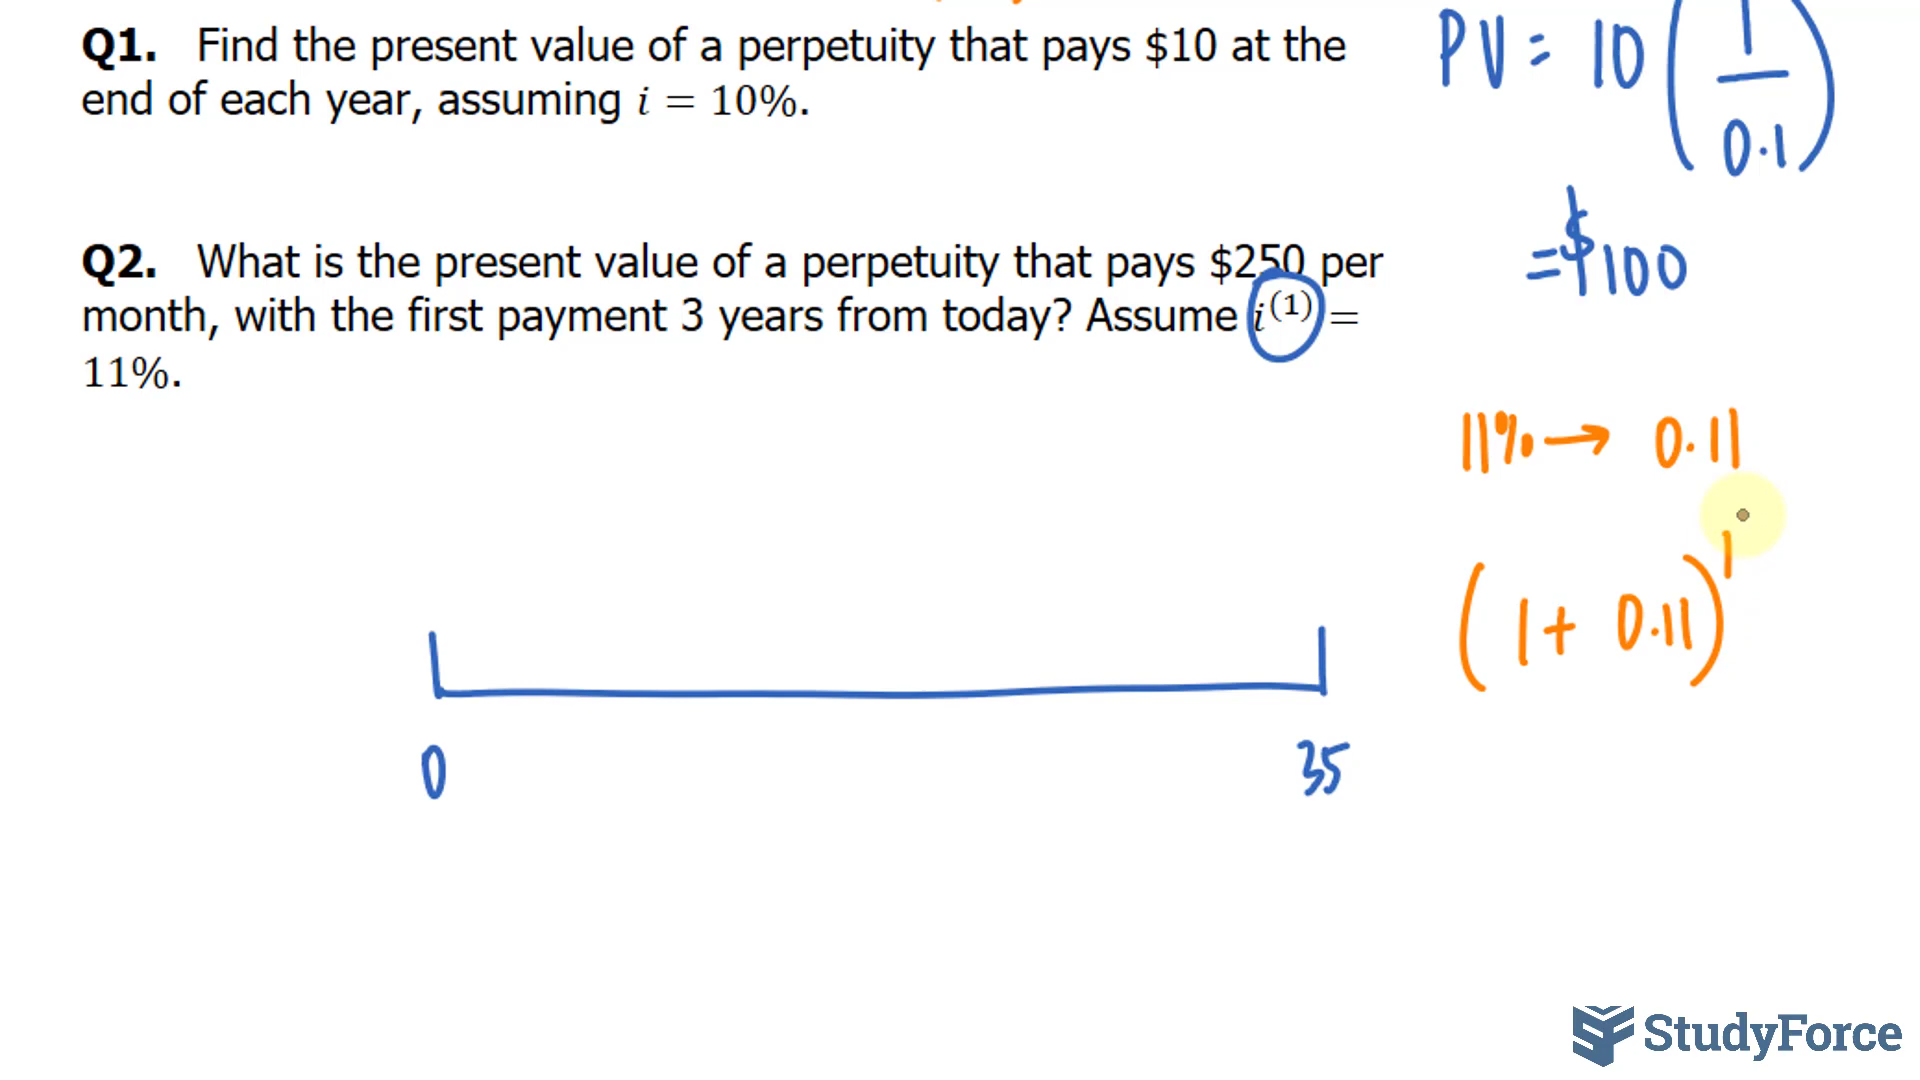 Q1. Find the present value of a perpetuity that pays $10 at the
end of each year, assuming i = 10%.
PV = 10 ( 1 / 0.1 )
= $100
Q2. What is the present value of a perpetuity that pays $250 per
month, with the first payment 3 years from today? Assume i^(1) =
11%.
11% → 0.11
(1 + 0.11)^1
0 35
StudyForce